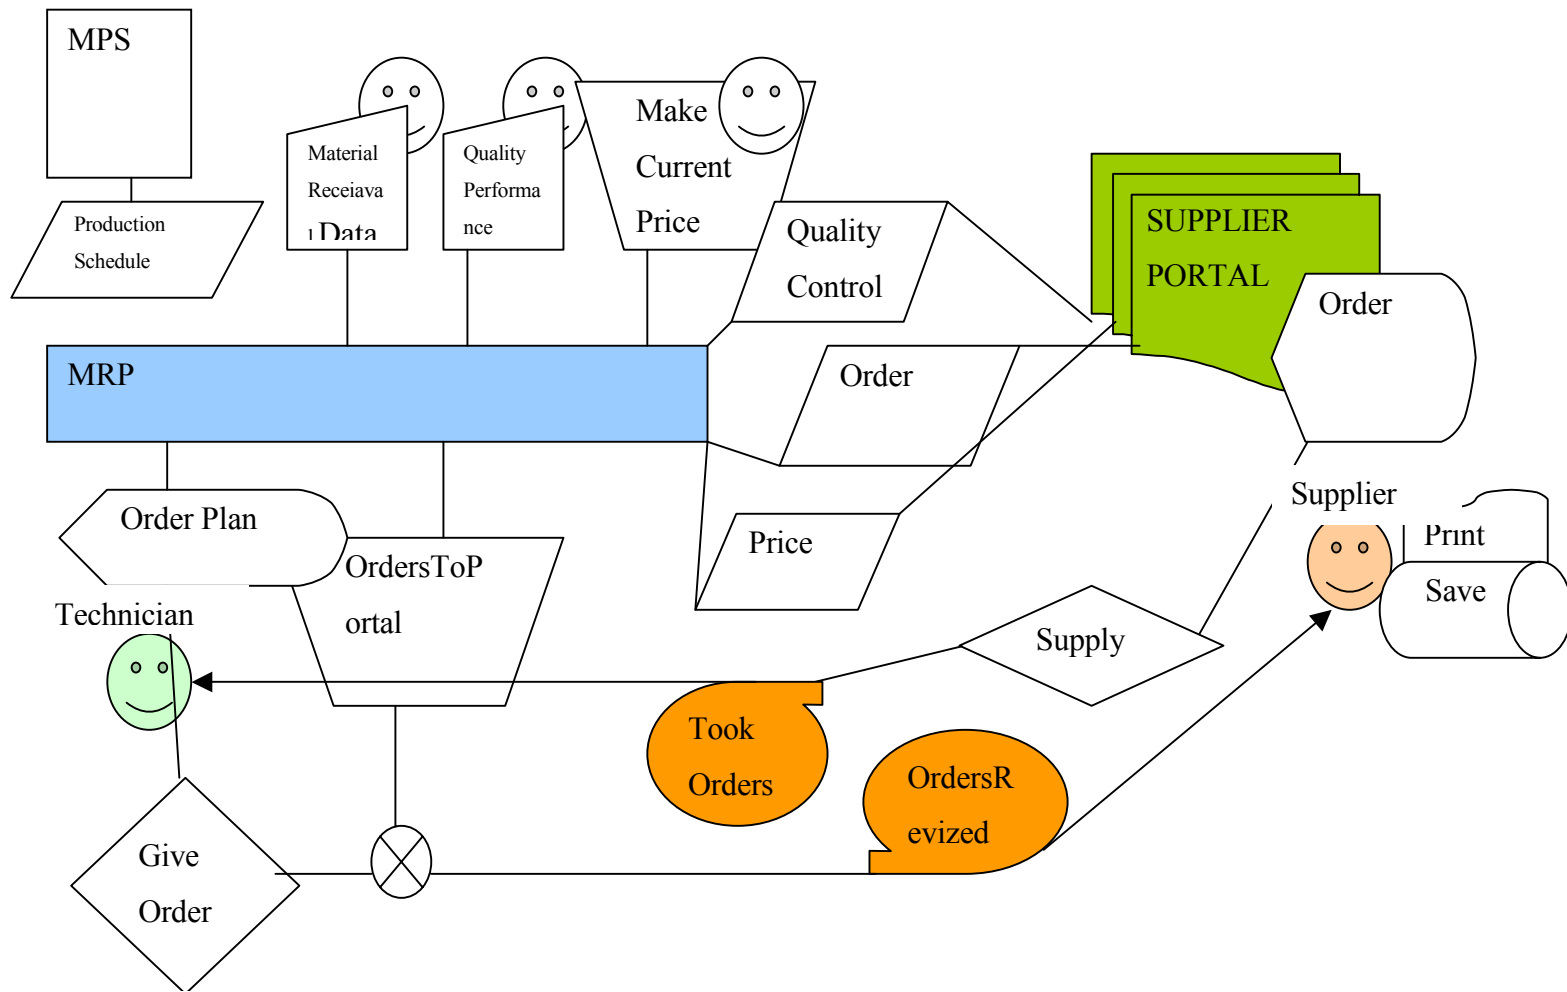 MPS
Production
Schedule
Material
Receiava
lData
Quality
Performa
nce
Make
Current
Price
Quality
Control
SUPPLIER
PORTAL
Order
MRP
Order
Order Plan
OrdersToP
ortal
Price
Supplier
Print
Save
Technician
Supply
Took
Orders
OrdersR
evized
Give
Order